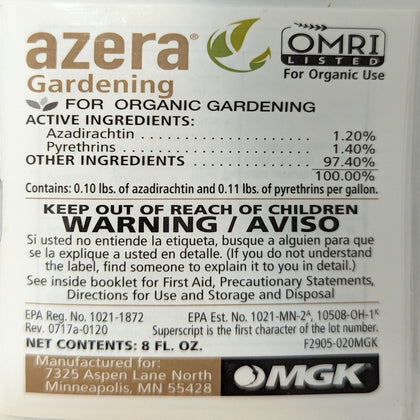 azera®
Gardening
OMRI
LISTED
For Organic Use
FOR ORGANIC GARDENING
ACTIVE INGREDIENTS:
Azadirachtin . . . . . . . . . . . . . . . . . . . . . . 1.20%
Pyrethrins . . . . . . . . . . . . . . . . . . . . . . . . 1.40%
OTHER INGREDIENTS . . . . . . . . . . . . . . . . 97.40%
100.00%
Contains: 0.10 lbs. of azadirachtin and 0.11 lbs. of pyrethrins per gallon.
KEEP OUT OF REACH OF CHILDREN
WARNING / AVISO
Si usted no entiende la etiqueta, busque a alguien para que
se la explique a usted en detalle. (If you do not understand
the label, find someone to explain it to you in detail.)
See inside booklet for First Aid, Precautionary Statements,
Directions for Use and Storage and Disposal
EPA Reg. No. 1021-1872
EPA Est. No. 1021-MN-2ᴬ, 10508-OH-1ᴷ
Rev. 0717a-0120
Superscript is the first character of the lot number.
NET CONTENTS: 8 FL. OZ.
F2905-020MGK
Manufactured for:
7325 Aspen Lane North
Minneapolis, MN 55428
MGK®